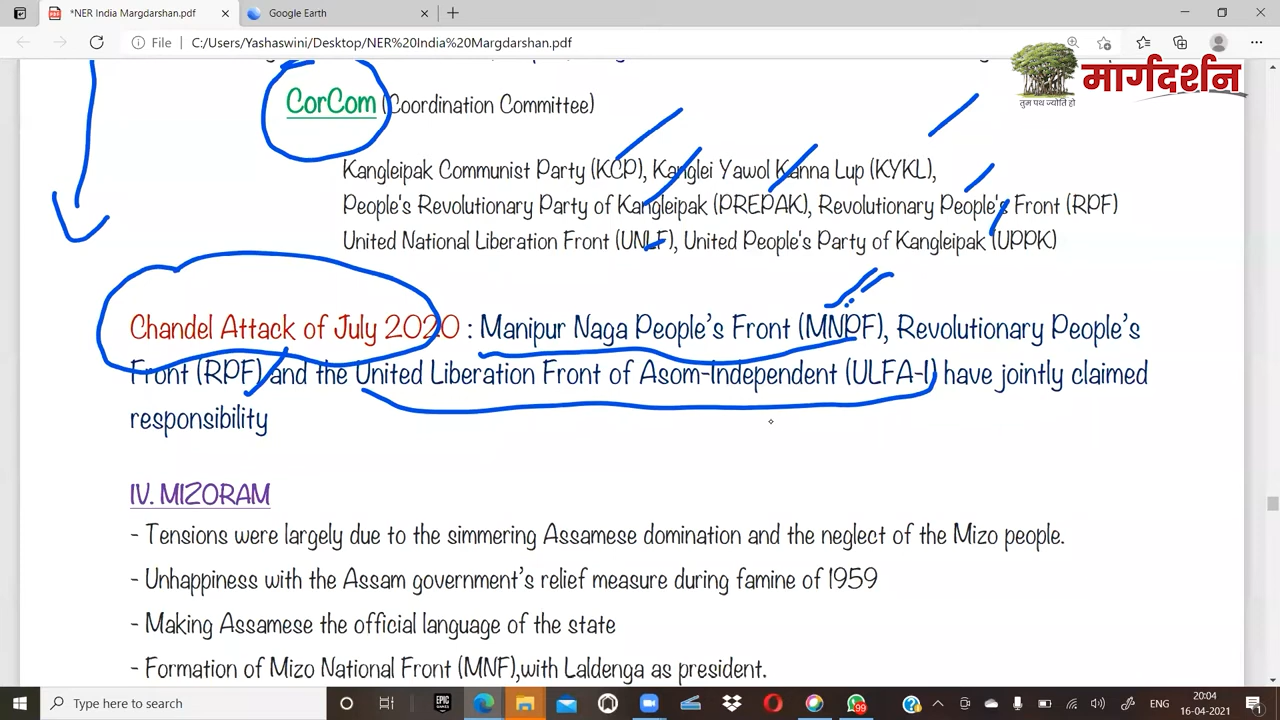 *NER India Margdarshan.pdf
Google Earth
File
C:/Users/Yashaswini/Desktop/NER%20India%20Margdarshan.pdf
मार्गदर्शन
तुम पथ ज्योति हो
CorCom (Coordination Committee)
Kangleipak Communist Party (KCP), Kanglei Yawol Kanna Lup (KYKL),
People's Revolutionary Party of Kangleipak (PREPAK), Revolutionary People's Front (RPF)
United National Liberation Front (UNLF), United People's Party of Kangleipak (UPPK)
Chandel Attack of July 2020 : Manipur Naga People's Front (MNPF), Revolutionary People's
Front (RPF) and the United Liberation Front of Asom-Independent (ULFA-I) have jointly claimed
responsibility
IV. MIZORAM
- Tensions were largely due to the simmering Assamese domination and the neglect of the Mizo people.
- Unhappiness with the Assam government's relief measure during famine of 1959
- Making Assamese the official language of the state
- Formation of Mizo National Front (MNF),with Laldenga as president.
Type here to search
EPIC
GAMES
99
ENG
20:04
16-04-2021
1